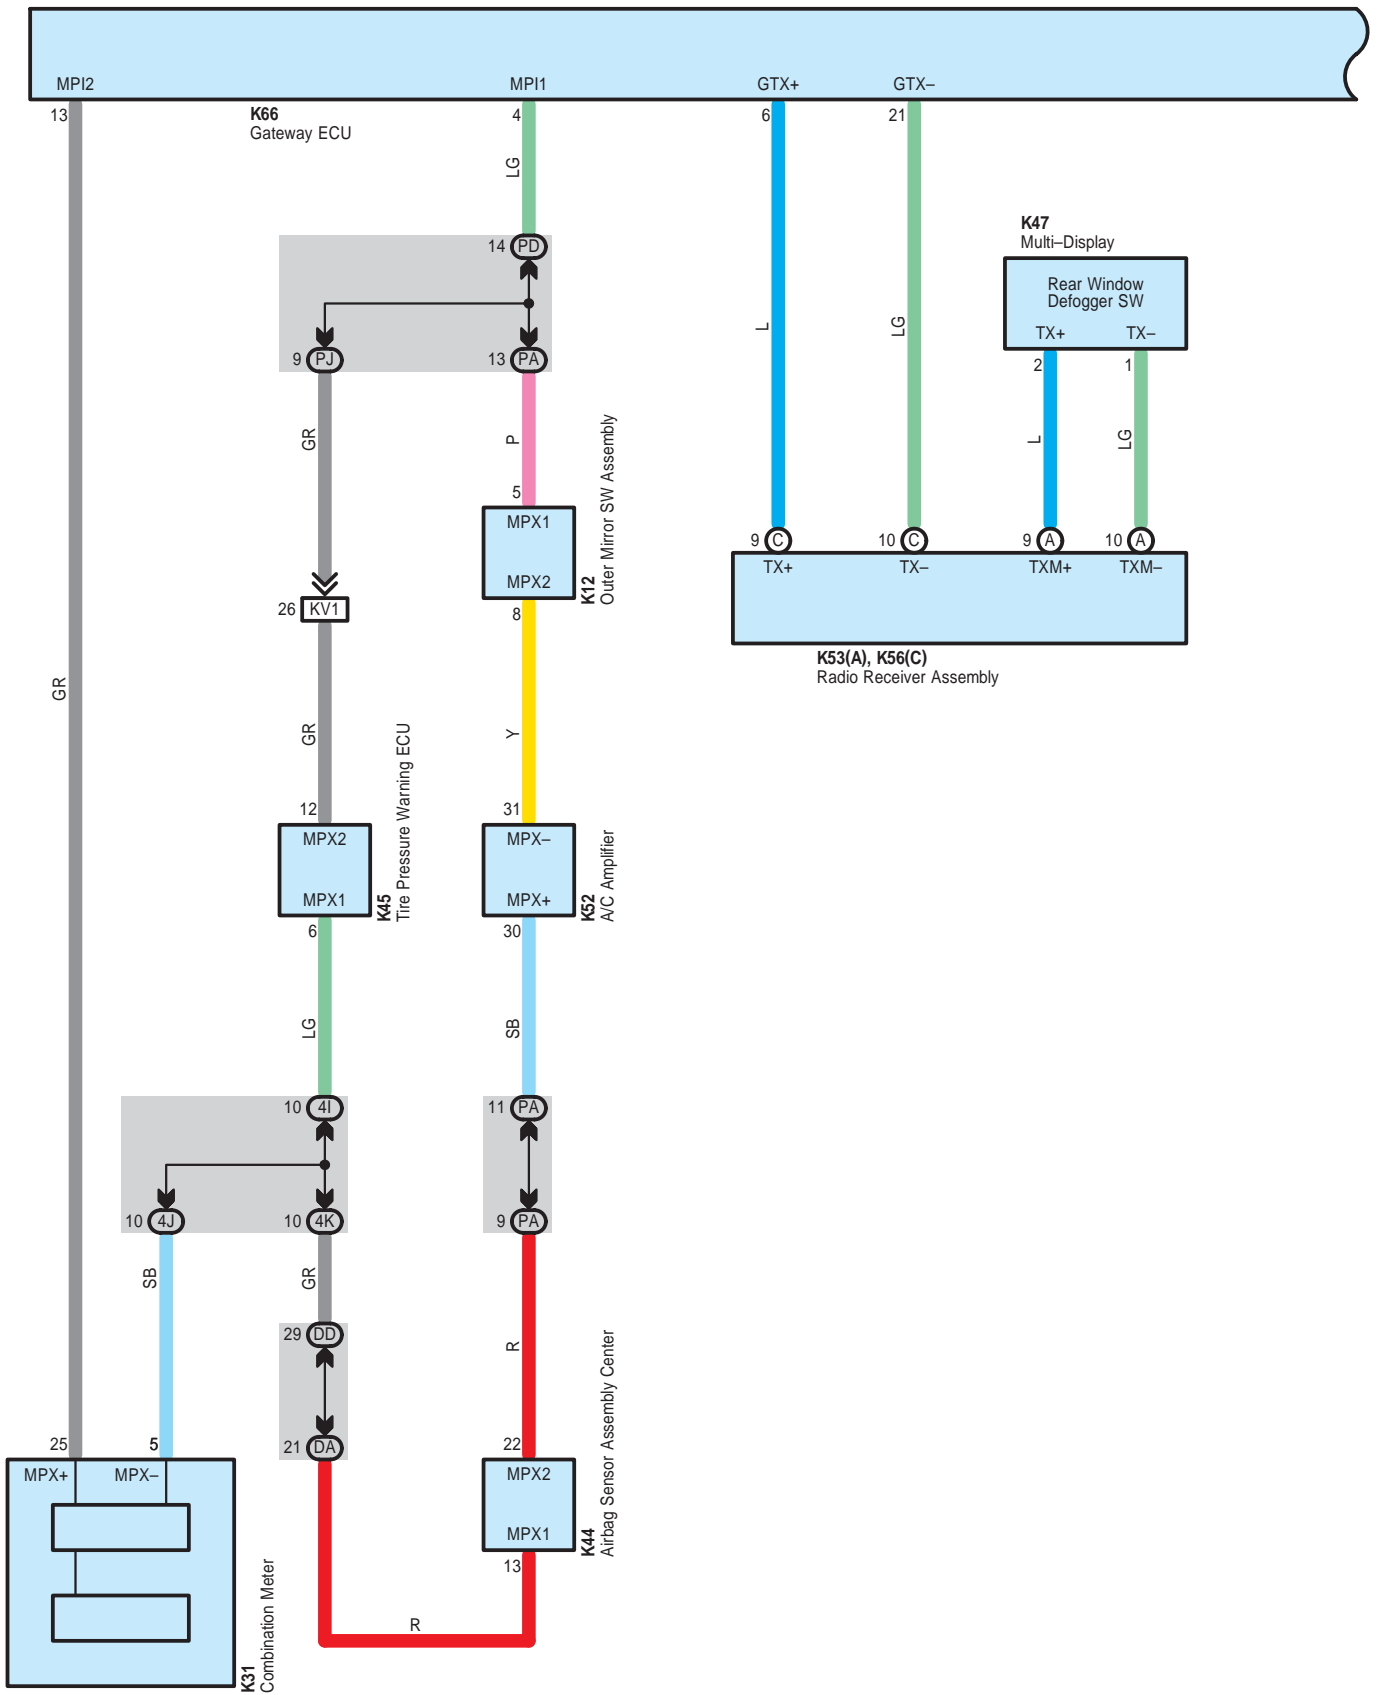 MPI2
MPI1
GTX+
GTX–
13
K66
Gateway ECU
4
6
21
LG
14 PD
9 PJ
13 PA
K47
Multi–Display
Rear Window
Defogger SW
TX+
TX–
2
1
L
LG
L
LG
GR
P
5
MPX1
MPX2
8
K12
Outer Mirror SW Assembly
9 C
10 C
9 A
10 A
TX+
TX–
TXM+
TXM–
K53(A), K56(C)
Radio Receiver Assembly
26 KV1
GR
GR
Y
12
MPX2
MPX1
6
K45
Tire Pressure Warning ECU
31
MPX–
MPX+
30
K52
A/C Amplifier
LG
SB
10 4I
11 PA
10 4J
10 4K
9 PA
SB
GR
R
29 DD
21 DA
25
5
MPX+
MPX–
22
MPX2
MPX1
13
K44
Airbag Sensor Assembly Center
R
K31
Combination Meter